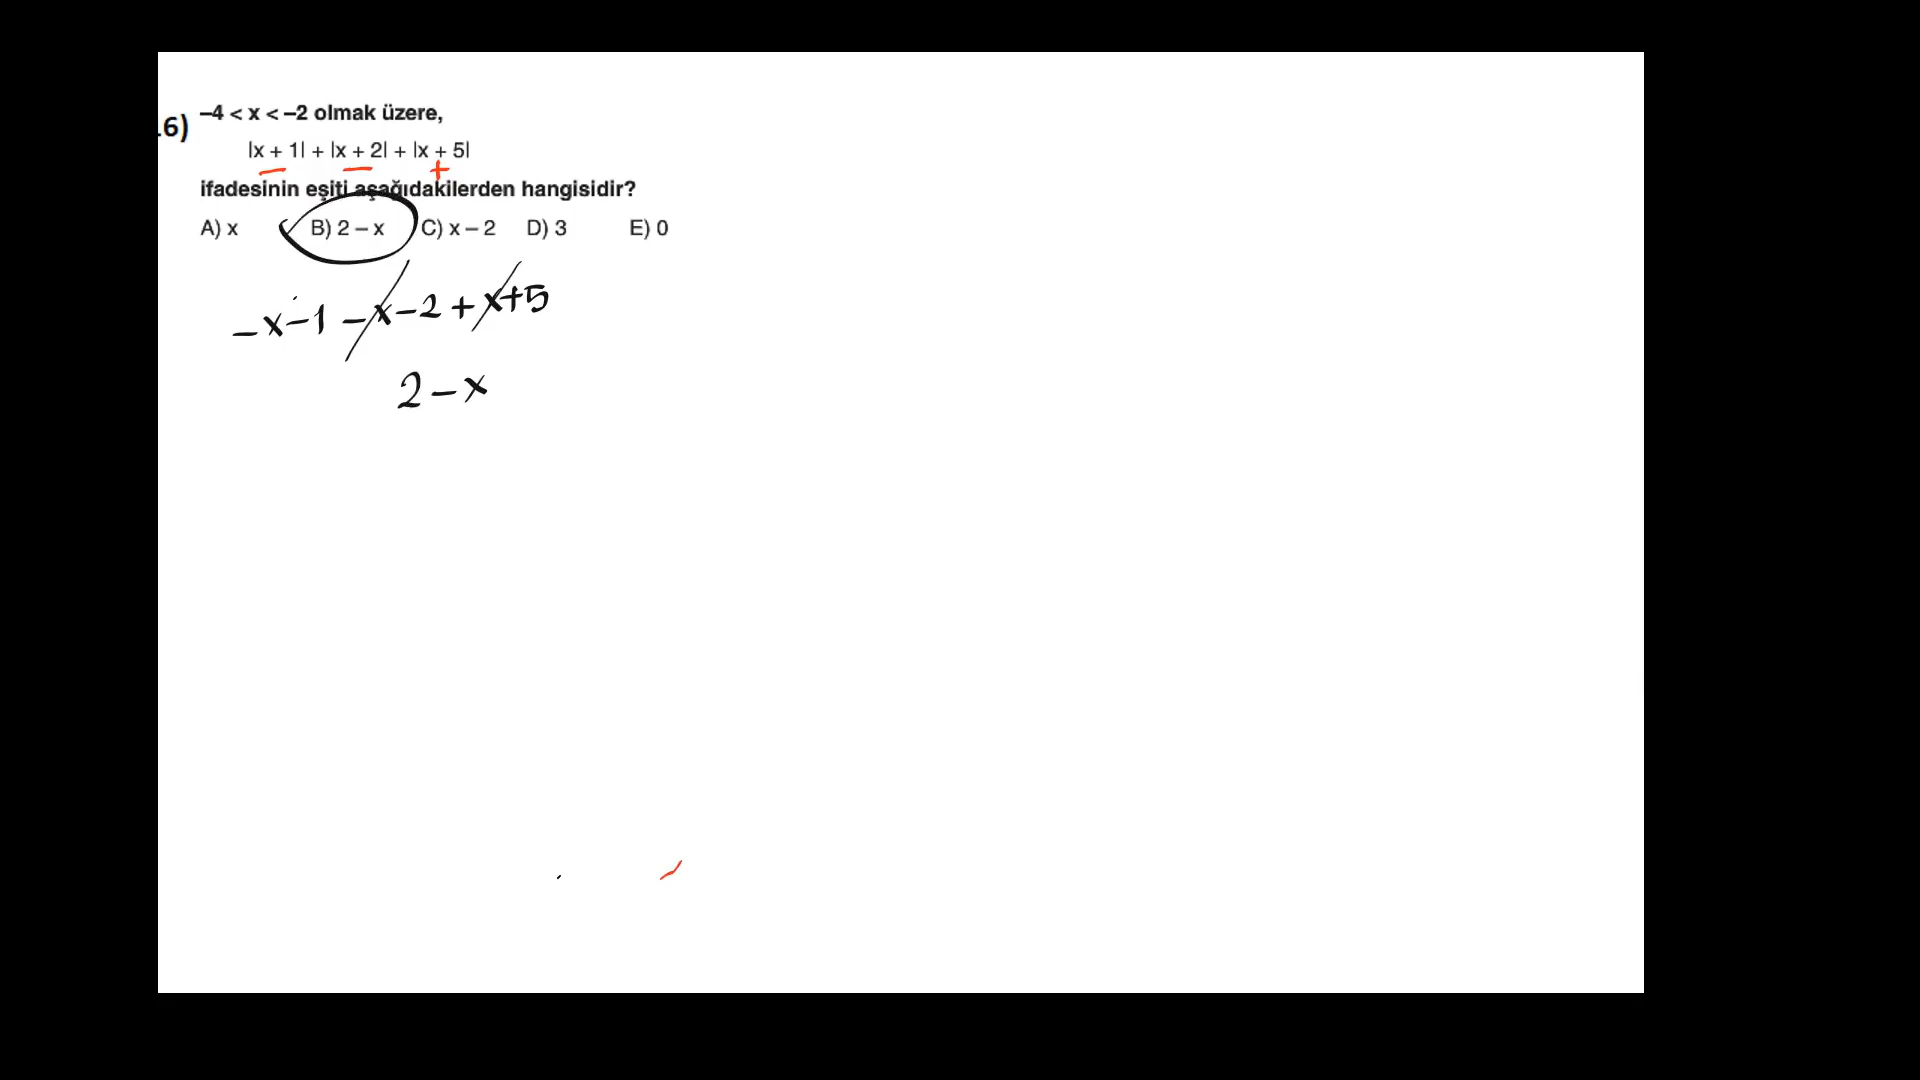 .6) –4 < x < –2 olmak üzere,
|x + 1| + |x + 2| + |x + 5|
– – +
ifadesinin eşiti aşağıdakilerden hangisidir?
A) x B) 2 – x C) x – 2 D) 3 E) 0
–x–1 –x–2+x+5
2–x